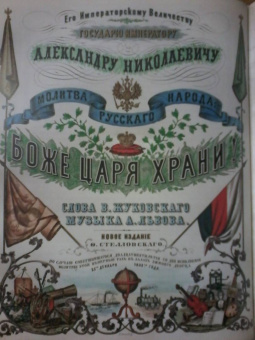 Его Императорскому Величеству
ГОСУДАРЮ ИМПЕРАТОРУ
АЛЕКСАНДРУ НИКОЛАЕВИЧУ
МОЛИТВА
РУССКАГО
НАРОДА
БОЖЕ ЦАРЯ ХРАНИ!
СЛОВА В. ЖУКОВСКАГО
МУЗЫКА А. ЛЬВОВА.
НОВОЕ ИЗДАНІЕ
Ѳ. СТЕЛЛОВСКАГО